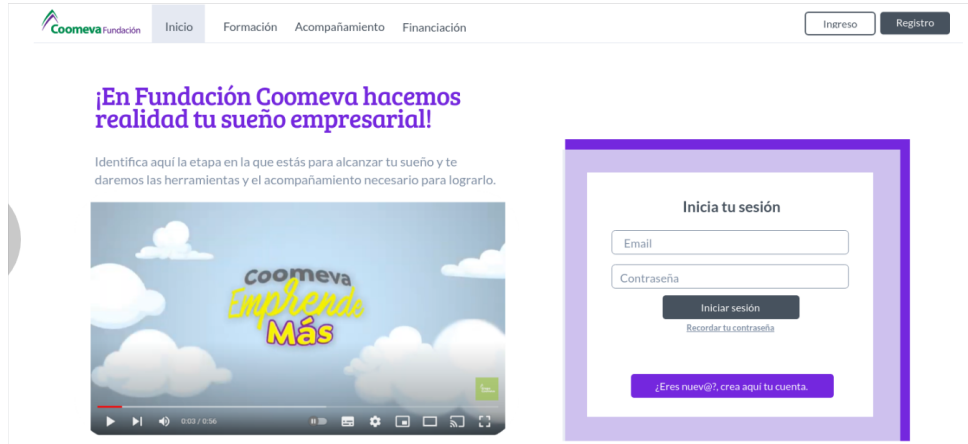 Coomeva Fundación
Inicio
Formación
Acompañamiento
Financiación
Ingreso
Registro
¡En Fundación Coomeva hacemos
realidad tu sueño empresarial!
Identifica aquí la etapa en la que estás para alcanzar tu sueño y te
daremos las herramientas y el acompañamiento necesario para lograrlo.
coomeva
Emprende
Más
0:03 / 0:56
Inicia tu sesión
Email
Contraseña
Iniciar sesión
Recordar tu contraseña
¿Eres nuev@?, crea aquí tu cuenta.